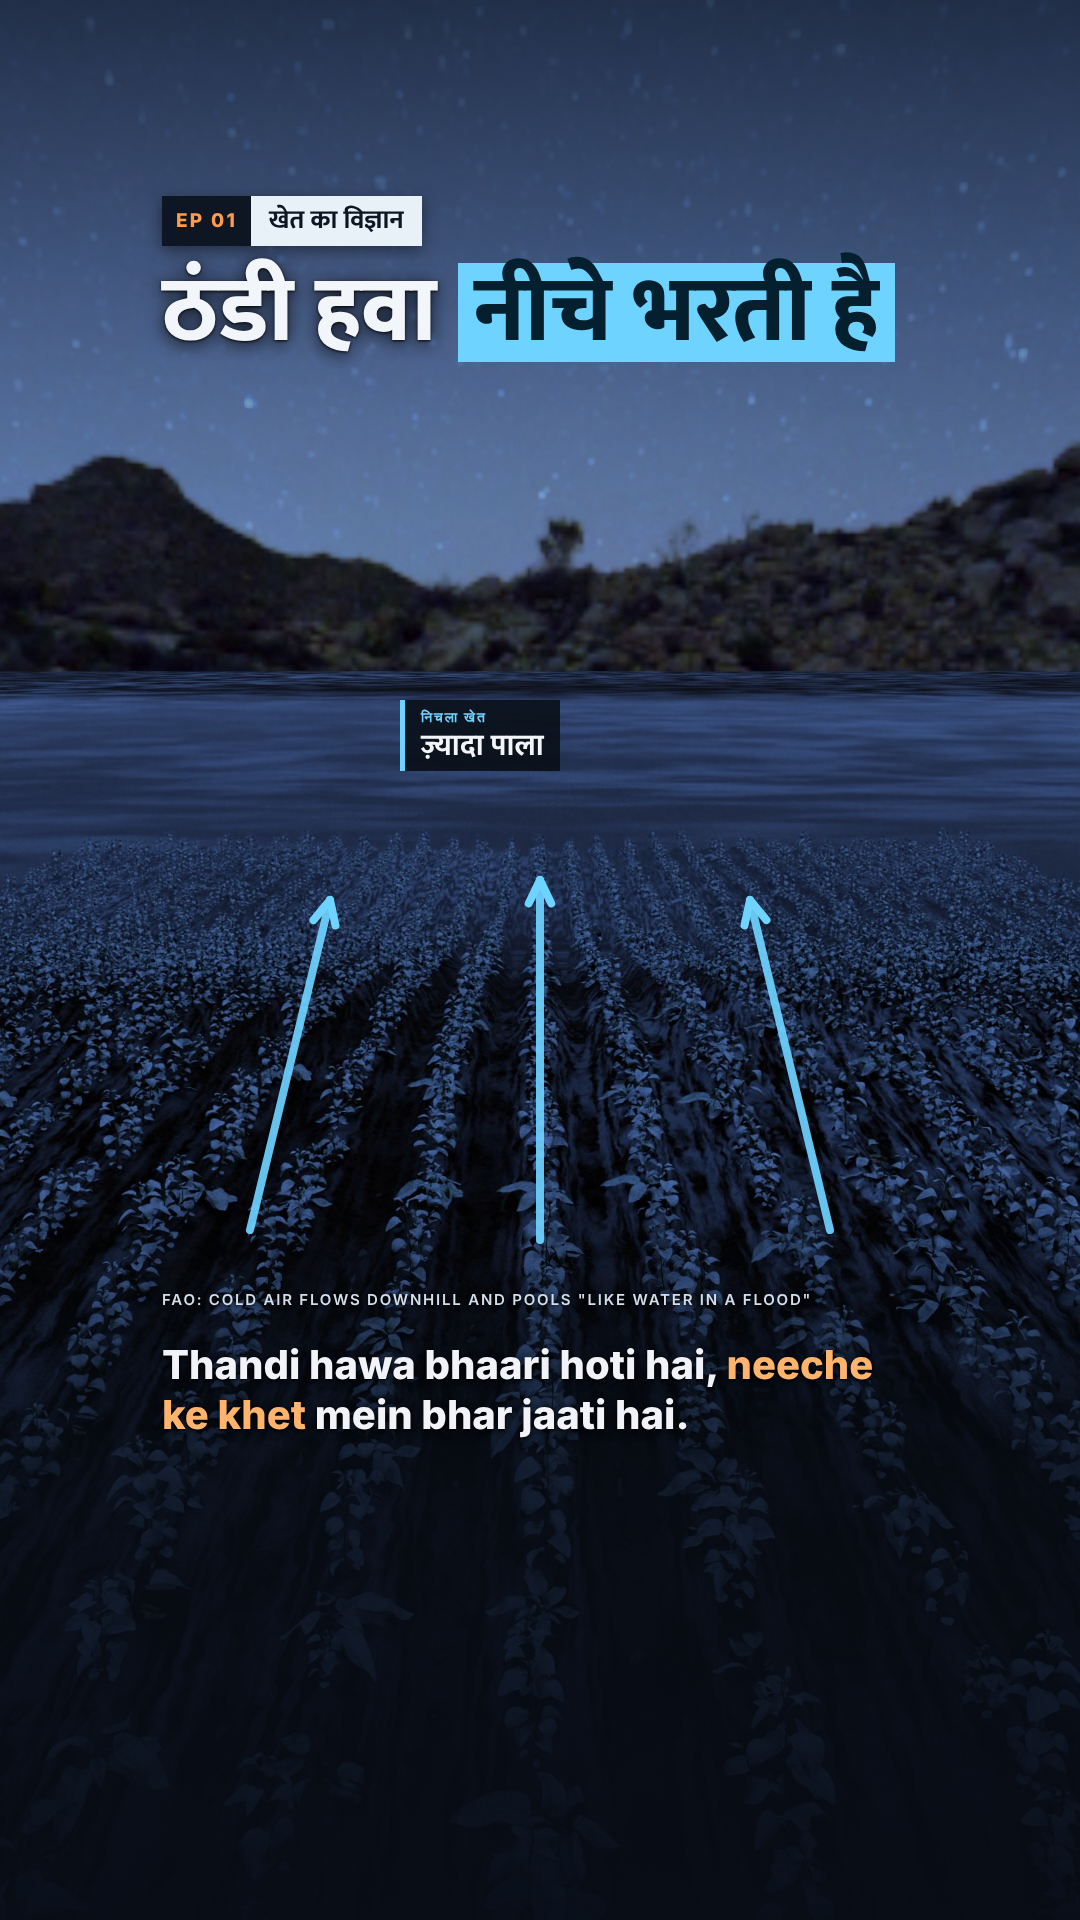 EP 01 खेत का विज्ञान
ठंडी हवा नीचे भरती है
निचला खेत
ज़्यादा पाला
FAO: COLD AIR FLOWS DOWNHILL AND POOLS "LIKE WATER IN A FLOOD"
Thandi hawa bhaari hoti hai, neeche
ke khet mein bhar jaati hai.